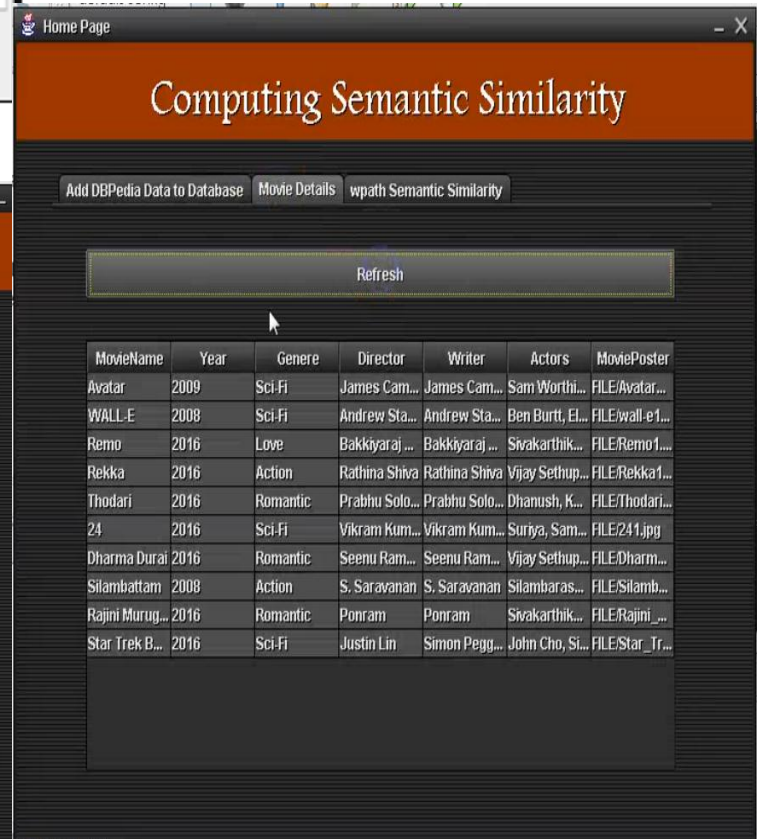 Home Page
Computing Semantic Similarity
Add DBPedia Data to Database Movie Details wpath Semantic Similarity
Refresh
MovieName Year Genere Director Writer Actors MoviePoster
Avatar 2009 Sci-Fi James Cam... James Cam... Sam Worthi... FILE/Avatar...
WALL-E 2008 Sci-Fi Andrew Sta... Andrew Sta... Ben Burtt, El... FILE/wall-e1...
Remo 2016 Love Bakkiyaraj ... Bakkiyaraj ... Sivakarthik... FILE/Remo1....
Rekka 2016 Action Rathina Shiva Rathina Shiva Vijay Sethup... FILE/Rekka1...
Thodari 2016 Romantic Prabhu Solo... Prabhu Solo... Dhanush, K... FILE/Thodari...
24 2016 Sci-Fi Vikram Kum... Vikram Kum... Suriya, Sam... FILE/241.jpg
Dharma Durai 2016 Romantic Seenu Ram... Seenu Ram... Vijay Sethup... FILE/Dharm...
Silambattam 2008 Action S. Saravanan S. Saravanan Silambaras... FILE/Silamb...
Rajini Murug... 2016 Romantic Ponram Ponram Sivakarthik... FILE/Rajini_...
Star Trek B... 2016 Sci-Fi Justin Lin Simon Pegg... John Cho, Si... FILE/Star_Tr...